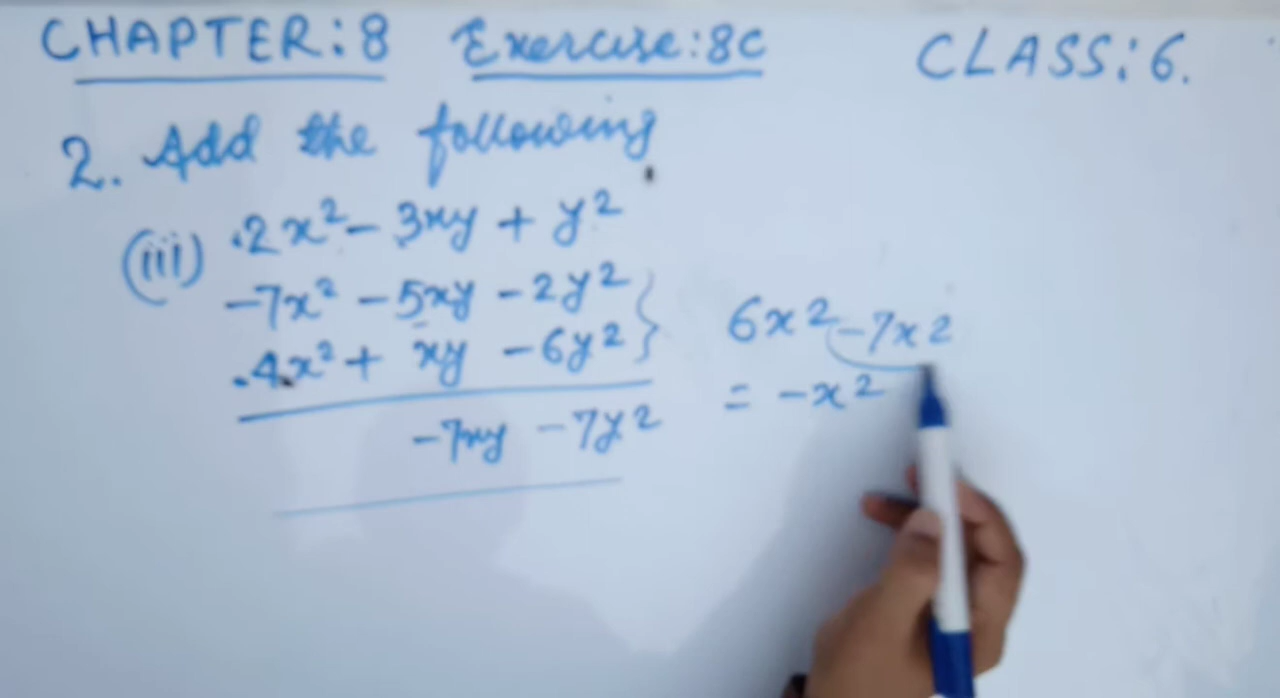 CHAPTER:8 Exercise:8C CLASS:6.
2. Add the following
(iii) 2x² - 3xy + y²
-7x² - 5xy - 2y²
4x² + xy - 6y²
-7xy - 7y²
6x² - 7x²
= -x²